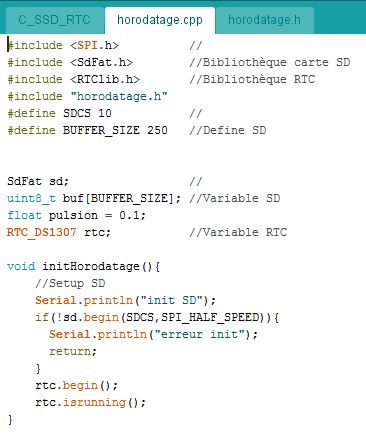 C_SSD_RTC horodatage.cpp horodatage.h
#include <SPI.h> //
#include <SdFat.h> //Bibliothèque carte SD
#include <RTClib.h> //Bibliothèque RTC
#include "horodatage.h"
#define SDCS 10 //
#define BUFFER_SIZE 250 //Define SD
SdFat sd; //
uint8_t buf[BUFFER_SIZE]; //Variable SD
float pulsion = 0.1;
RTC_DS1307 rtc; //Variable RTC
void initHorodatage(){
//Setup SD
Serial.println("init SD");
if(!sd.begin(SDCS,SPI_HALF_SPEED)){
Serial.println("erreur init");
return;
}
rtc.begin();
rtc.isrunning();
}